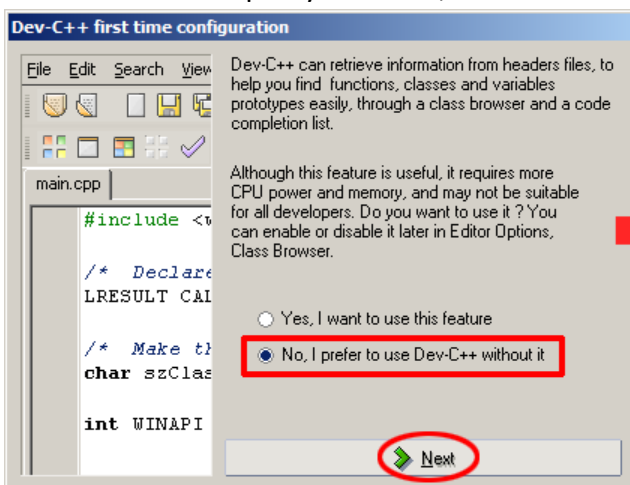 Dev-C++ first time configuration
File Edit Search View
main.cpp
#include <w
/* Declare
LRESULT CAL
/* Make th
char szClas
int WINAPI
Dev-C++ can retrieve information from headers files, to
help you find functions, classes and variables
prototypes easily, through a class browser and a code
completion list.
Although this feature is useful, it requires more
CPU power and memory, and may not be suitable
for all developers. Do you want to use it ? You
can enable or disable it later in Editor Options,
Class Browser.
Yes, I want to use this feature
No, I prefer to use Dev-C++ without it
Next